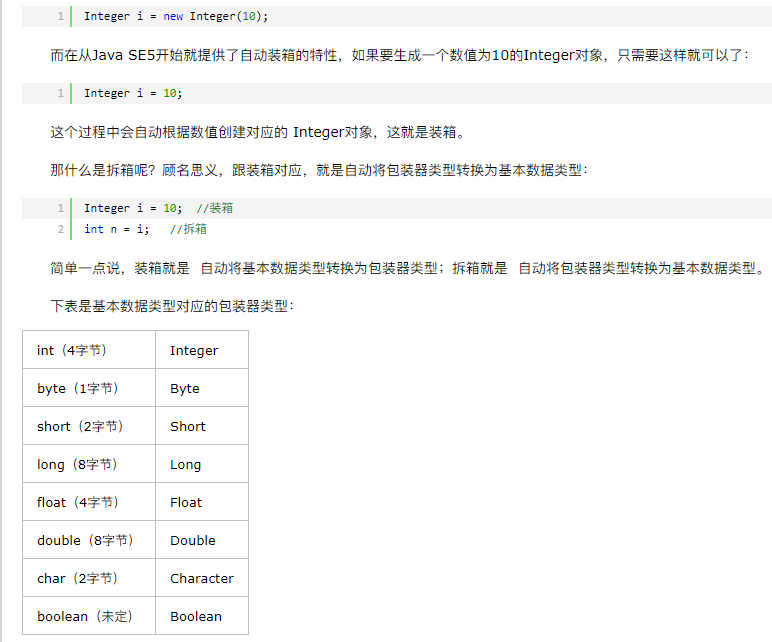 1 Integer i = new Integer(10);
而在从Java SE5开始就提供了自动装箱的特性，如果要生成一个数值为10的Integer对象，只需要这样就可以了：
1 Integer i = 10;
这个过程中会自动根据数值创建对应的 Integer对象，这就是装箱。
那什么是拆箱呢？顾名思义，跟装箱对应，就是自动将包装器类型转换为基本数据类型：
1 Integer i = 10;  //装箱
2 int n = i;   //拆箱
简单一点说，装箱就是  自动将基本数据类型转换为包装器类型；拆箱就是  自动将包装器类型转换为基本数据类型。
下表是基本数据类型对应的包装器类型：
int（4字节） Integer
byte（1字节） Byte
short（2字节） Short
long（8字节） Long
float（4字节） Float
double（8字节） Double
char（2字节） Character
boolean（未定） Boolean